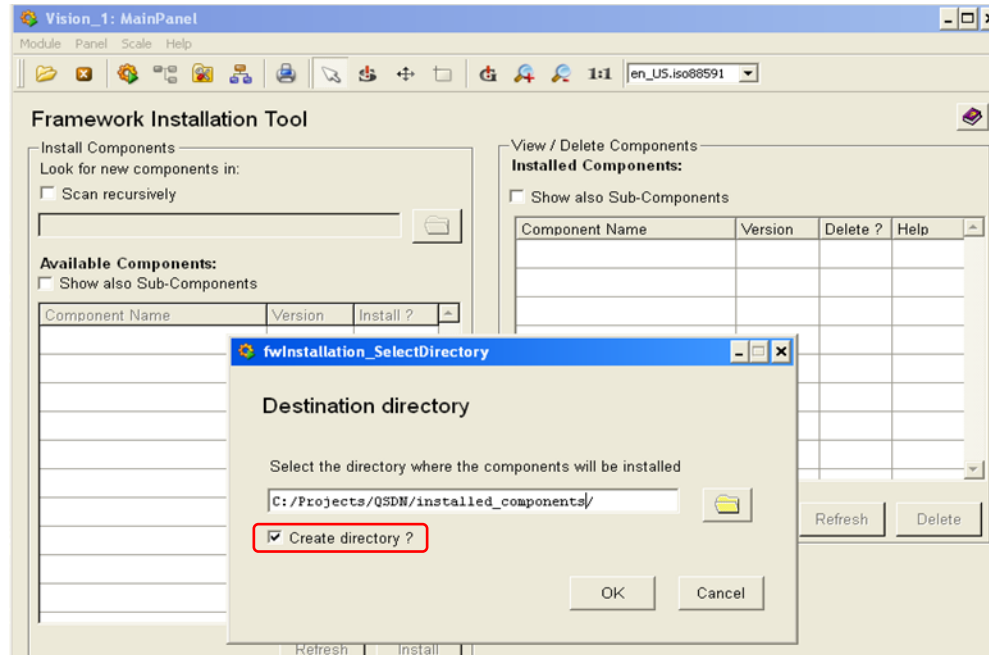 Vision_1: MainPanel
Module Panel Scale Help
1:1 en_US.iso88591
Framework Installation Tool
Install Components
Look for new components in:
Scan recursively
Available Components:
Show also Sub-Components
Component Name Version Install ?
View / Delete Components
Installed Components:
Show also Sub-Components
Component Name Version Delete ? Help
fwInstallation_SelectDirectory
Destination directory
Select the directory where the components will be installed
C:/Projects/QSDN/installed_components/
Create directory ?
OK Cancel
Refresh Delete
Refresh Install